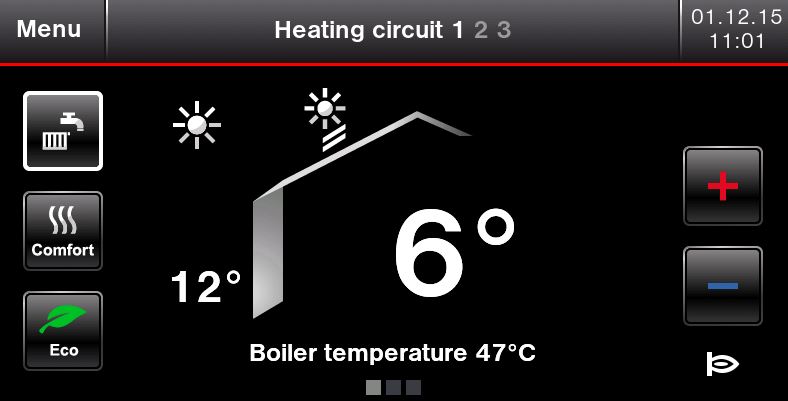 Menu
Heating circuit 1 2 3
01.12.15
11:01
Comfort
Eco
12°
6°
+
−
Boiler temperature 47°C